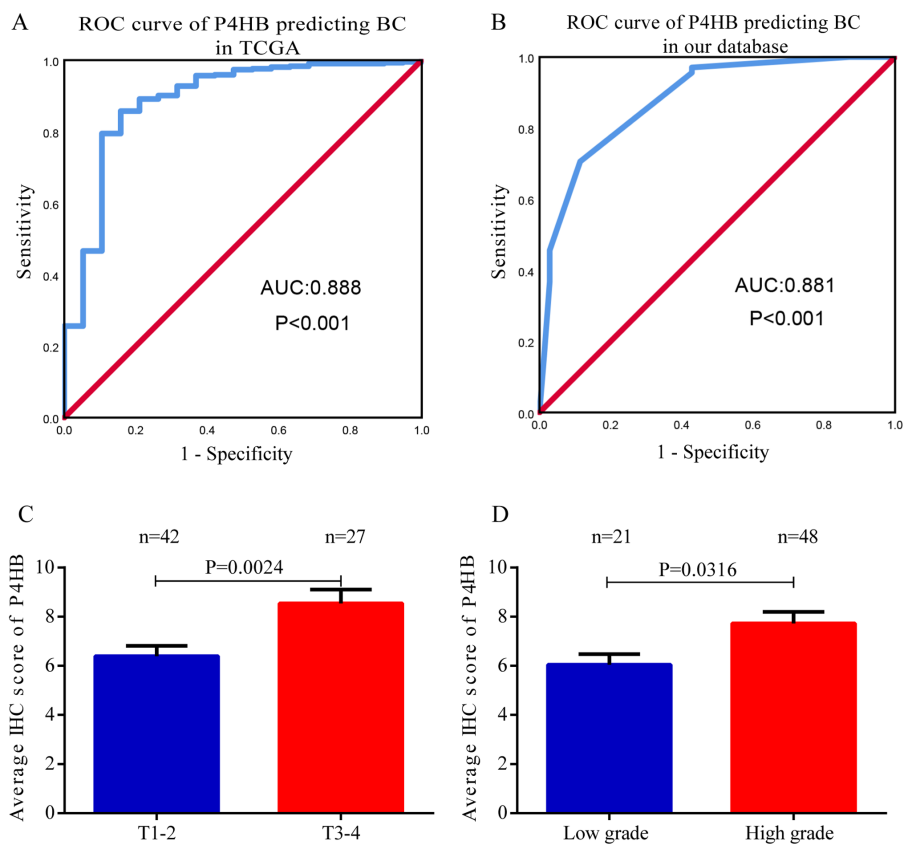 A
ROC curve of P4HB predicting BC
in TCGA
1.0
0.8
0.6
0.4
0.2
0.0
0.0 0.2 0.4 0.6 0.8 1.0
Sensitivity
1 - Specificity
AUC:0.888
P<0.001
B
ROC curve of P4HB predicting BC
in our database
1.0
0.8
0.6
0.4
0.2
0.0
0.0 0.2 0.4 0.6 0.8 1.0
Sensitivity
1 - Specificity
AUC:0.881
P<0.001
C
n=42 n=27
P=0.0024
10
8
6
4
2
0
Average IHC score of P4HB
T1-2 T3-4
D
n=21 n=48
P=0.0316
10
8
6
4
2
0
Average IHC score of P4HB
Low grade High grade